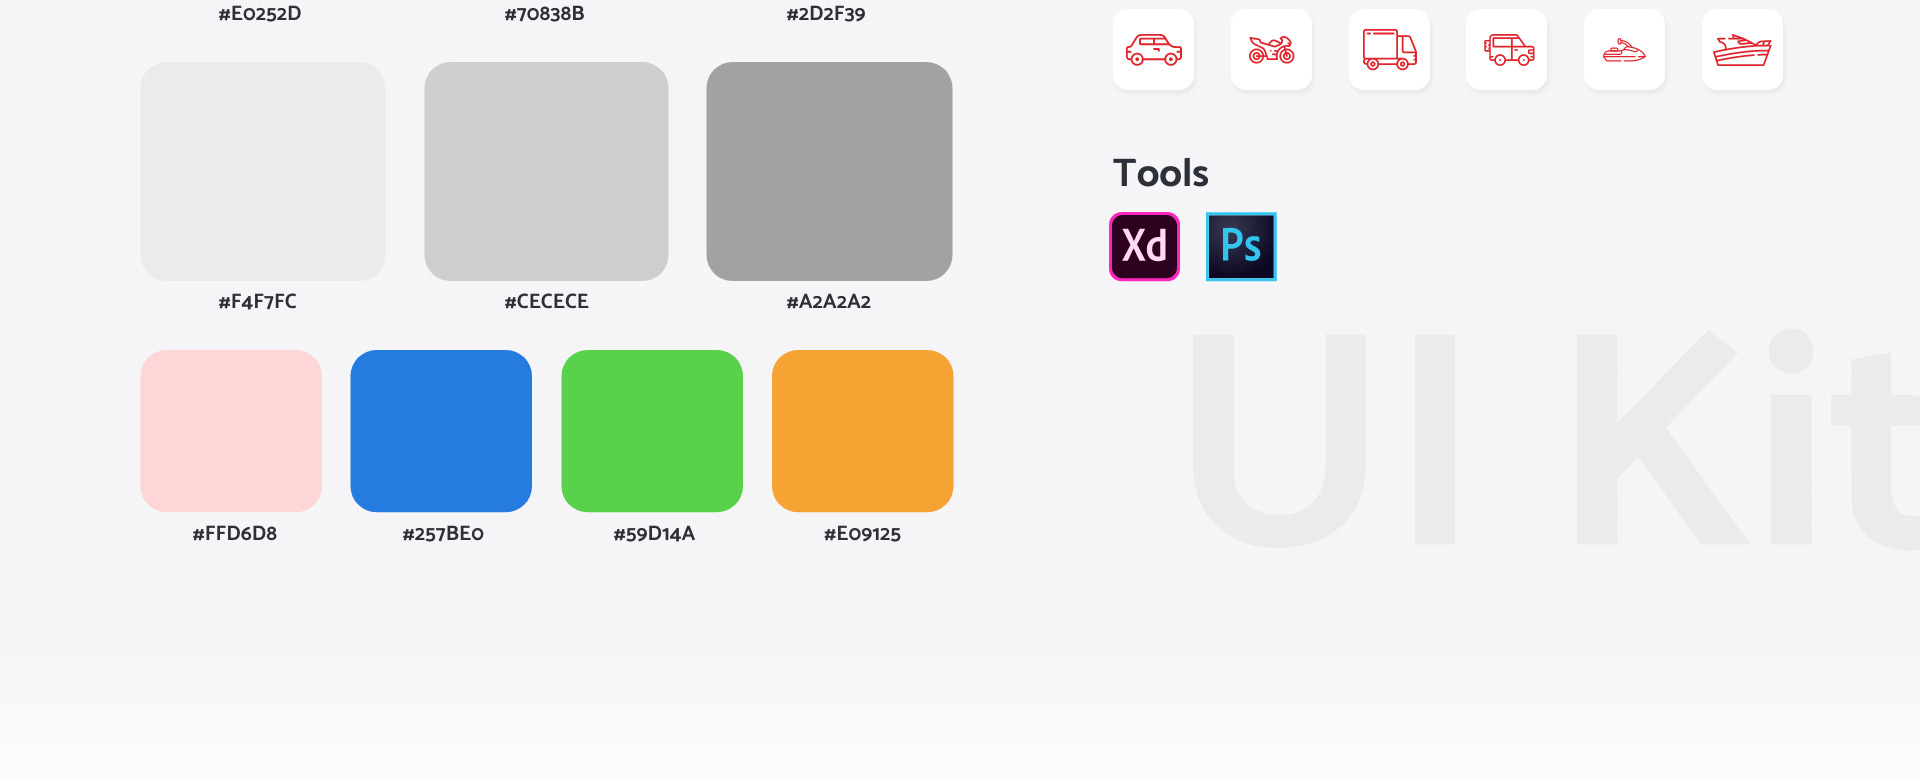 #E0252D #70838B #2D2F39
#F4F7FC #CECECE #A2A2A2
#FFD6D8 #257BE0 #59D14A #E09125
Tools
Xd Ps
UI Kit